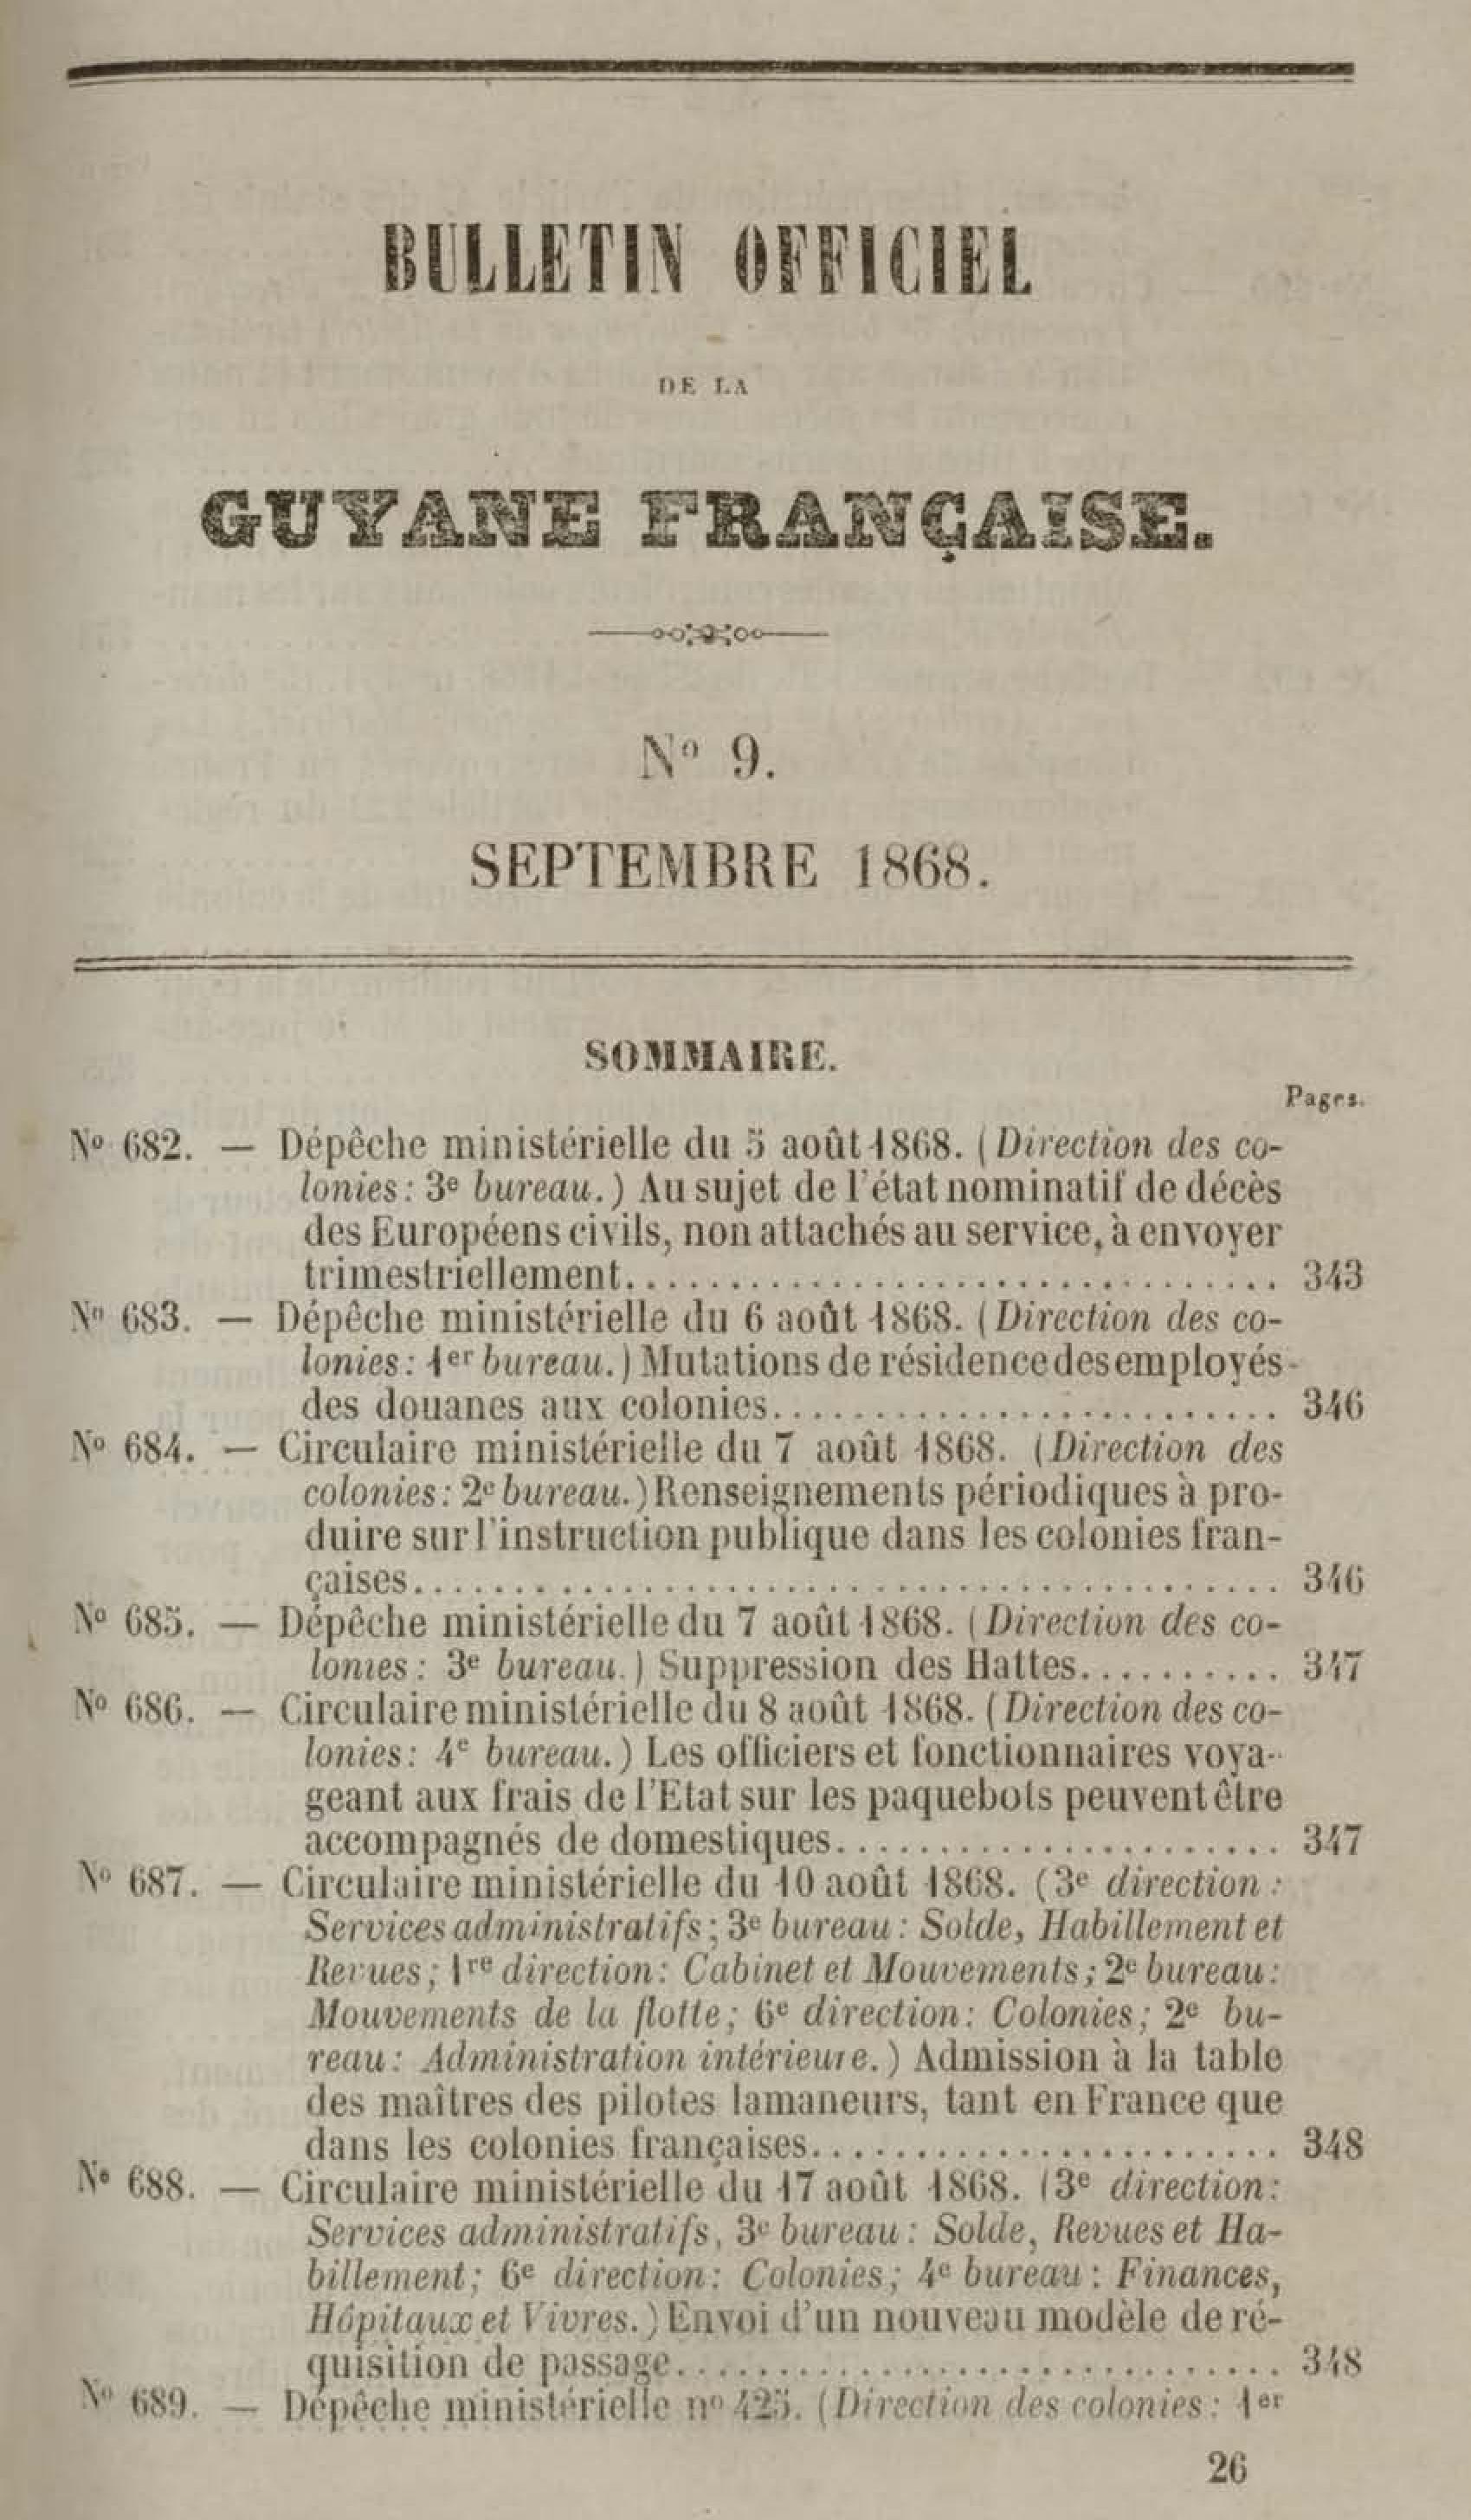 BULLETIN OFFICIEL
DE LA
GUYANE FRANÇAISE.
N° 9.
SEPTEMBRE 1868.
SOMMAIRE.
Pages.
N° 682. — Dépêche ministérielle du 5 août 1868. (Direction des co-
lonies: 3e bureau.) Au sujet de l'état nominatif de décès
des Européens civils, non attachés au service, à envoyer
trimestriellement........................... 343
N° 683. — Dépêche ministérielle du 6 août 1868. (Direction des co-
lonies: 1er bureau.) Mutations de résidence des employés
des douanes aux colonies........................... 346
N° 684. — Circulaire ministérielle du 7 août 1868. (Direction des
colonies: 2e bureau.) Renseignements périodiques à pro-
duire sur l'instruction publique dans les colonies fran-
çaises........................... 346
N° 685. — Dépêche ministérielle du 7 août 1868. (Direction des co-
lonies: 3e bureau.) Suppression des Hattes.......... 347
N° 686. — Circulaire ministérielle du 8 août 1868. (Direction des co-
lonies: 4e bureau.) Les officiers et fonctionnaires voya-
geant aux frais de l'Etat sur les paquebots peuvent être
accompagnés de domestiques...................... 347
N° 687. — Circulaire ministérielle du 10 août 1868. (3e direction:
Services administratifs; 3e bureau: Solde, Habillement et
Revues; 1re direction: Cabinet et Mouvements; 2e bureau:
Mouvements de la flotte; 6e direction: Colonies; 2e bu-
reau: Administration intérieure.) Admission à la table
des maîtres des pilotes lamaneurs, tant en France que
dans les colonies françaises...................... 348
N° 688. — Circulaire ministérielle du 17 août 1868. (3e direction:
Services administratifs, 3e bureau: Solde, Revues et Ha-
billement; 6e direction: Colonies; 4e bureau: Finances,
Hôpitaux et Vivres.) Envoi d'un nouveau modèle de ré-
quisition de passage........................... 348
N° 689. — Dépêche ministérielle n° 425. (Direction des colonies: 1er
26